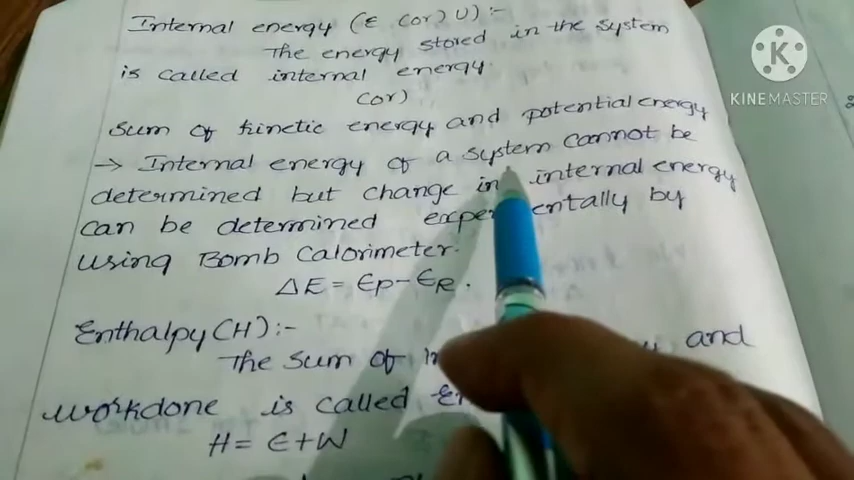 Internal energy (E (or) U) :-
The energy stored in the system
is called internal energy.
(or)
Sum of kinetic energy and potential energy
→ Internal energy of a system cannot be
determined but change in internal energy
can be determined by
using Bomb Calorimeter.
ΔE = EP - ER.
Enthalpy (H) :-
The sum of and
workdone is called
H = E+W
KINEMASTER